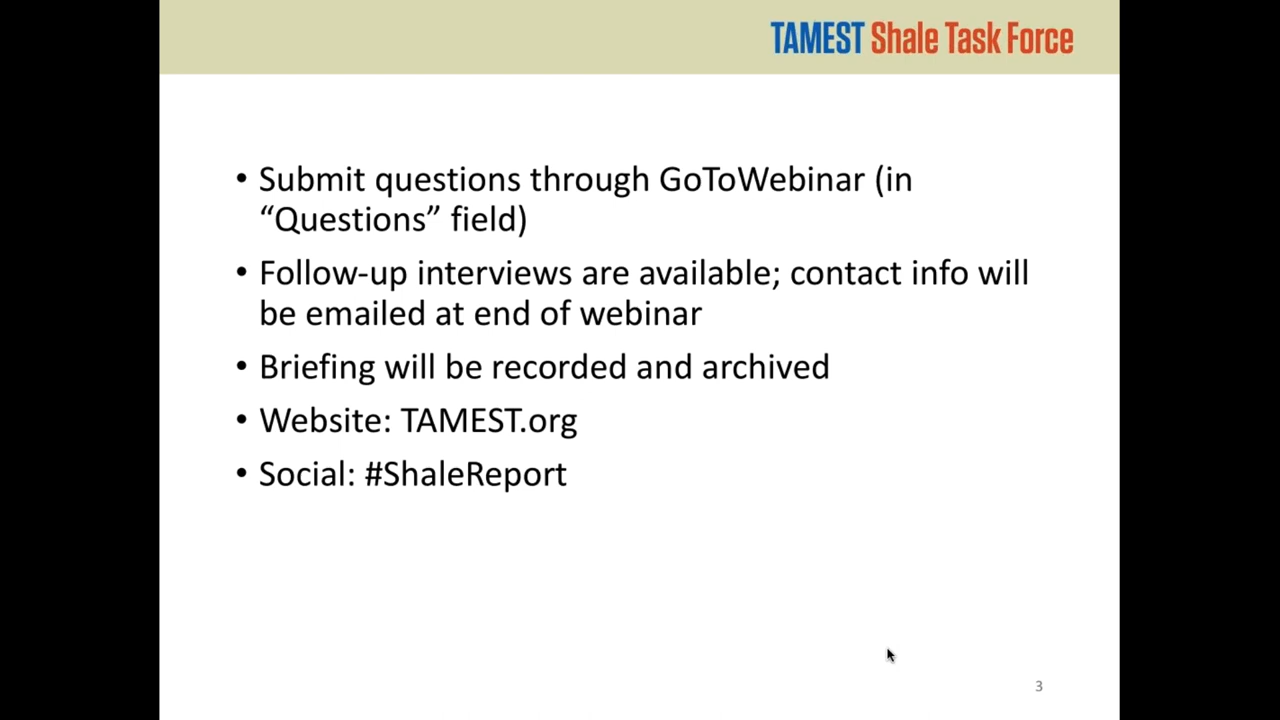 TAMEST Shale Task Force
• Submit questions through GoToWebinar (in
“Questions” field)
• Follow-up interviews are available; contact info will
be emailed at end of webinar
• Briefing will be recorded and archived
• Website: TAMEST.org
• Social: #ShaleReport
3